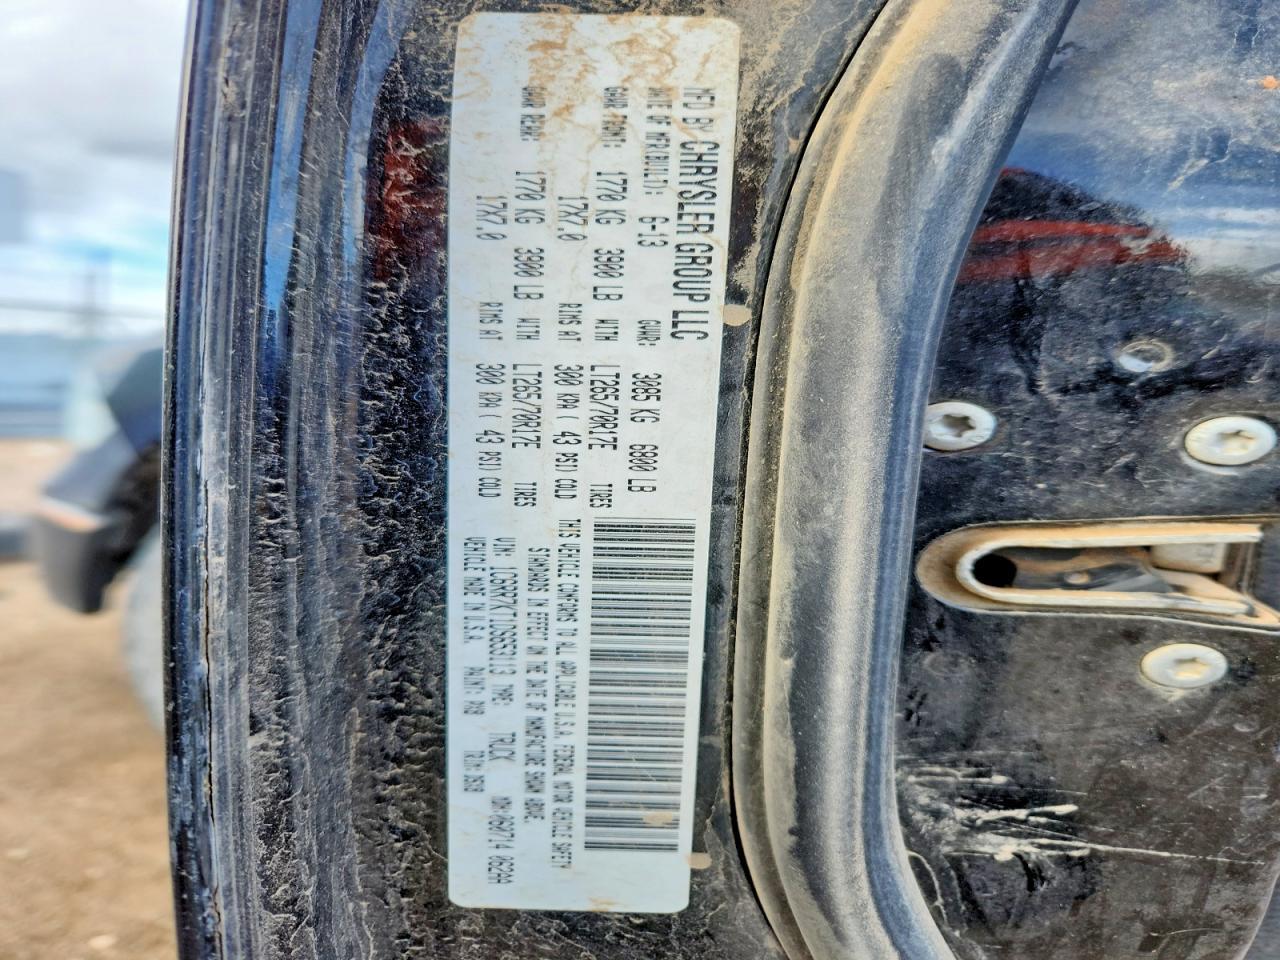 MFD BY CHRYSLER GROUP LLC
DATE OF MFR(BUILT): 6-13 GVWR: 3085 KG 6800 LB
GAWR FRONT: 1770 KG 3900 LB WITH LT265/70R17E TIRES
17X7.0 RIMS AT 300 KPA( 43 PSI) COLD
GAWR REAR: 1770 KG 3900 LB WITH LT265/70R17E TIRES
17X7.0 RIMS AT 300 KPA( 43 PSI) COLD
THIS VEHICLE CONFORMS TO ALL APPLICABLE U.S.A. FEDERAL MOTOR VEHICLE SAFETY
STANDARDS IN EFFECT ON THE DATE OF MANUFACTURE SHOWN ABOVE.
VIN: TYPE: TRUCK
VEHICLE MADE IN U.S.A. PAINT: TRIM: